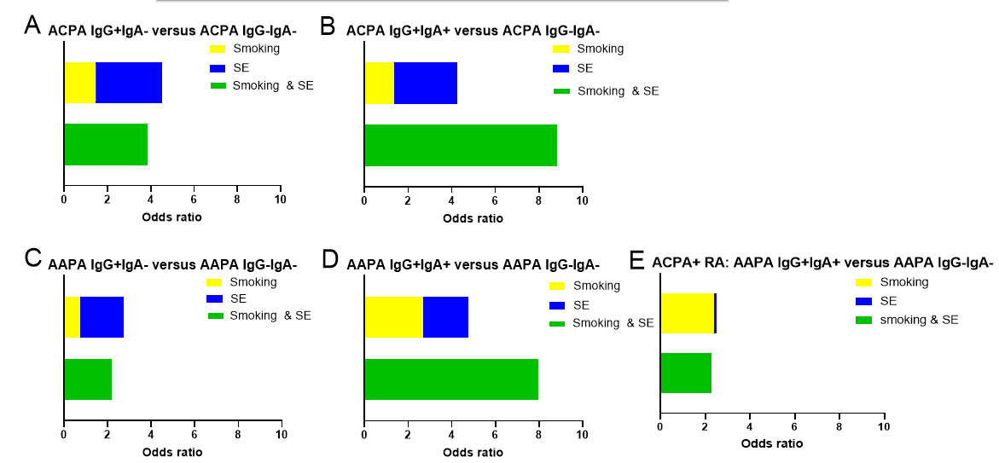 A ACPA IgG+IgA- versus ACPA IgG-IgA-
Smoking
SE
Smoking & SE
0 2 4 6 8 10
Odds ratio
B ACPA IgG+IgA+ versus ACPA IgG-IgA-
Smoking
SE
Smoking & SE
0 2 4 6 8 10
Odds ratio
C AAPA IgG+IgA- versus AAPA IgG-IgA-
Smoking
SE
Smoking & SE
0 2 4 6 8 10
Odds ratio
D AAPA IgG+IgA+ versus AAPA IgG-IgA-
Smoking
SE
Smoking & SE
0 2 4 6 8 10
Odds ratio
E ACPA+ RA: AAPA IgG+IgA+ versus AAPA IgG-IgA-
Smoking
SE
smoking & SE
0 2 4 6 8 10
Odds ratio